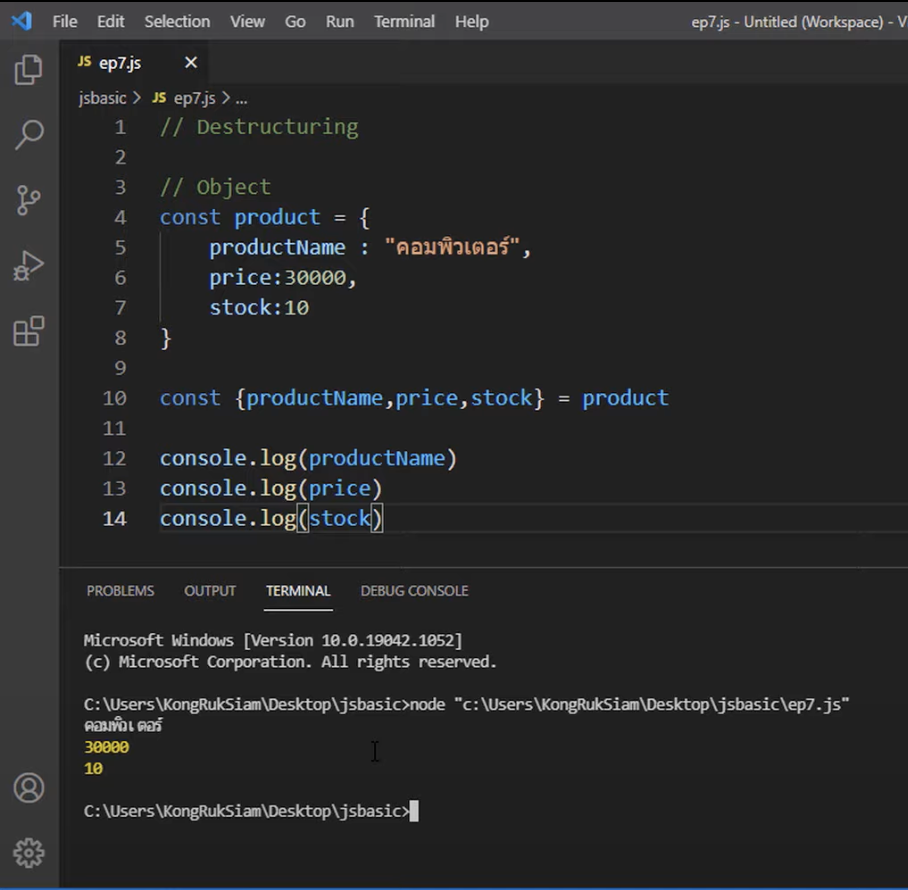 File Edit Selection View Go Run Terminal Help ep7.js - Untitled (Workspace) - V
JS ep7.js ×
jsbasic > JS ep7.js > ...
1 // Destructuring
2
3 // Object
4 const product = {
5 productName : "คอมพิวเตอร์",
6 price:30000,
7 stock:10
8 }
9
10 const {productName,price,stock} = product
11
12 console.log(productName)
13 console.log(price)
14 console.log(stock)
PROBLEMS OUTPUT TERMINAL DEBUG CONSOLE
Microsoft Windows [Version 10.0.19042.1052]
(c) Microsoft Corporation. All rights reserved.
C:\Users\KongRukSiam\Desktop\jsbasic>node "c:\Users\KongRukSiam\Desktop\jsbasic\ep7.js"
คอมพิวเตอร์
30000
10
C:\Users\KongRukSiam\Desktop\jsbasic>